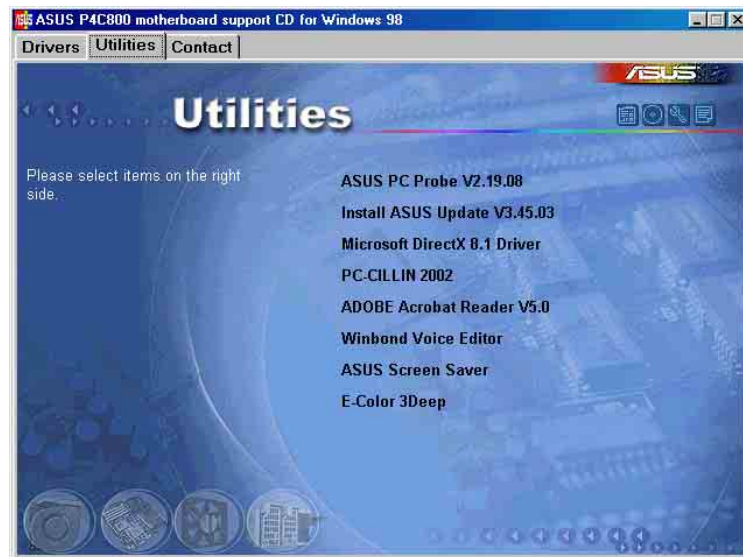 ASUS P4C800 motherboard support CD for Windows 98
Drivers Utilities Contact
ASUS
Utilities
Please select items on the right
side.
ASUS PC Probe V2.19.08
Install ASUS Update V3.45.03
Microsoft DirectX 8.1 Driver
PC-CILLIN 2002
ADOBE Acrobat Reader V5.0
Winbond Voice Editor
ASUS Screen Saver
E-Color 3Deep